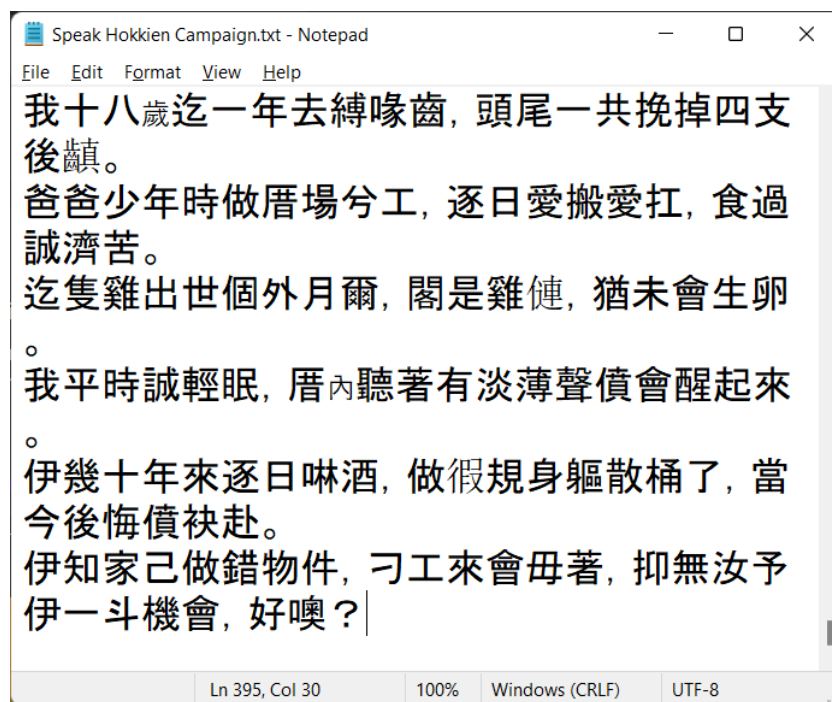 Speak Hokkien Campaign.txt - Notepad
File Edit Format View Help
我十八歲迄一年去縛喙齒, 頭尾一共挽掉四支
後齻。
爸爸少年時做厝場兮工, 逐日愛搬愛扛, 食過
誠濟苦。
迄隻雞出世個外月爾, 閣是雞僆, 猶未會生卵
。
我平時誠輕眠, 厝內聽著有淡薄聲僨會醒起來
。
伊幾十年來逐日啉酒, 做徦規身軀散桶了, 當
今後悔僨袂赴。
伊知家己做錯物件, 刁工來會毋著, 抑無汝予
伊一斗機會, 好噢？
Ln 395, Col 30 100% Windows (CRLF) UTF-8